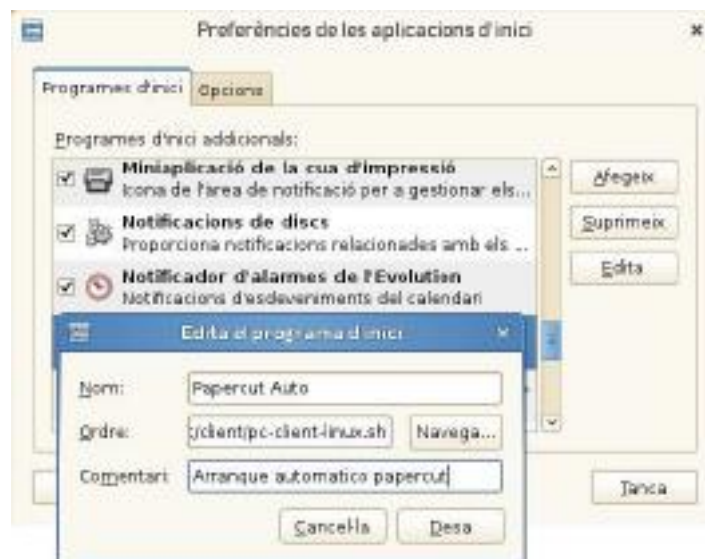 Preferències de les aplicacions d'inici
Programes d'inici
Opcions
Programes d'inici addicionals:
Miniaplicació de la cua d'impressió
Icona de l'àrea de notificació per a gestionar els...
Afegeix
Notificacions de discs
Proporciona notificacions relacionades amb els ...
Suprimeix
Notificador d'alarmes de l'Evolution
Notificacions d'esdeveniments del calendari
Edita
Edita el programa d'inici
Nom:
Papercut Auto
Ordre:
t/client/pc-client-linux.sh
Navega...
Comentari:
Arranque automatico papercut
Cancel·la
Desa
Tanca